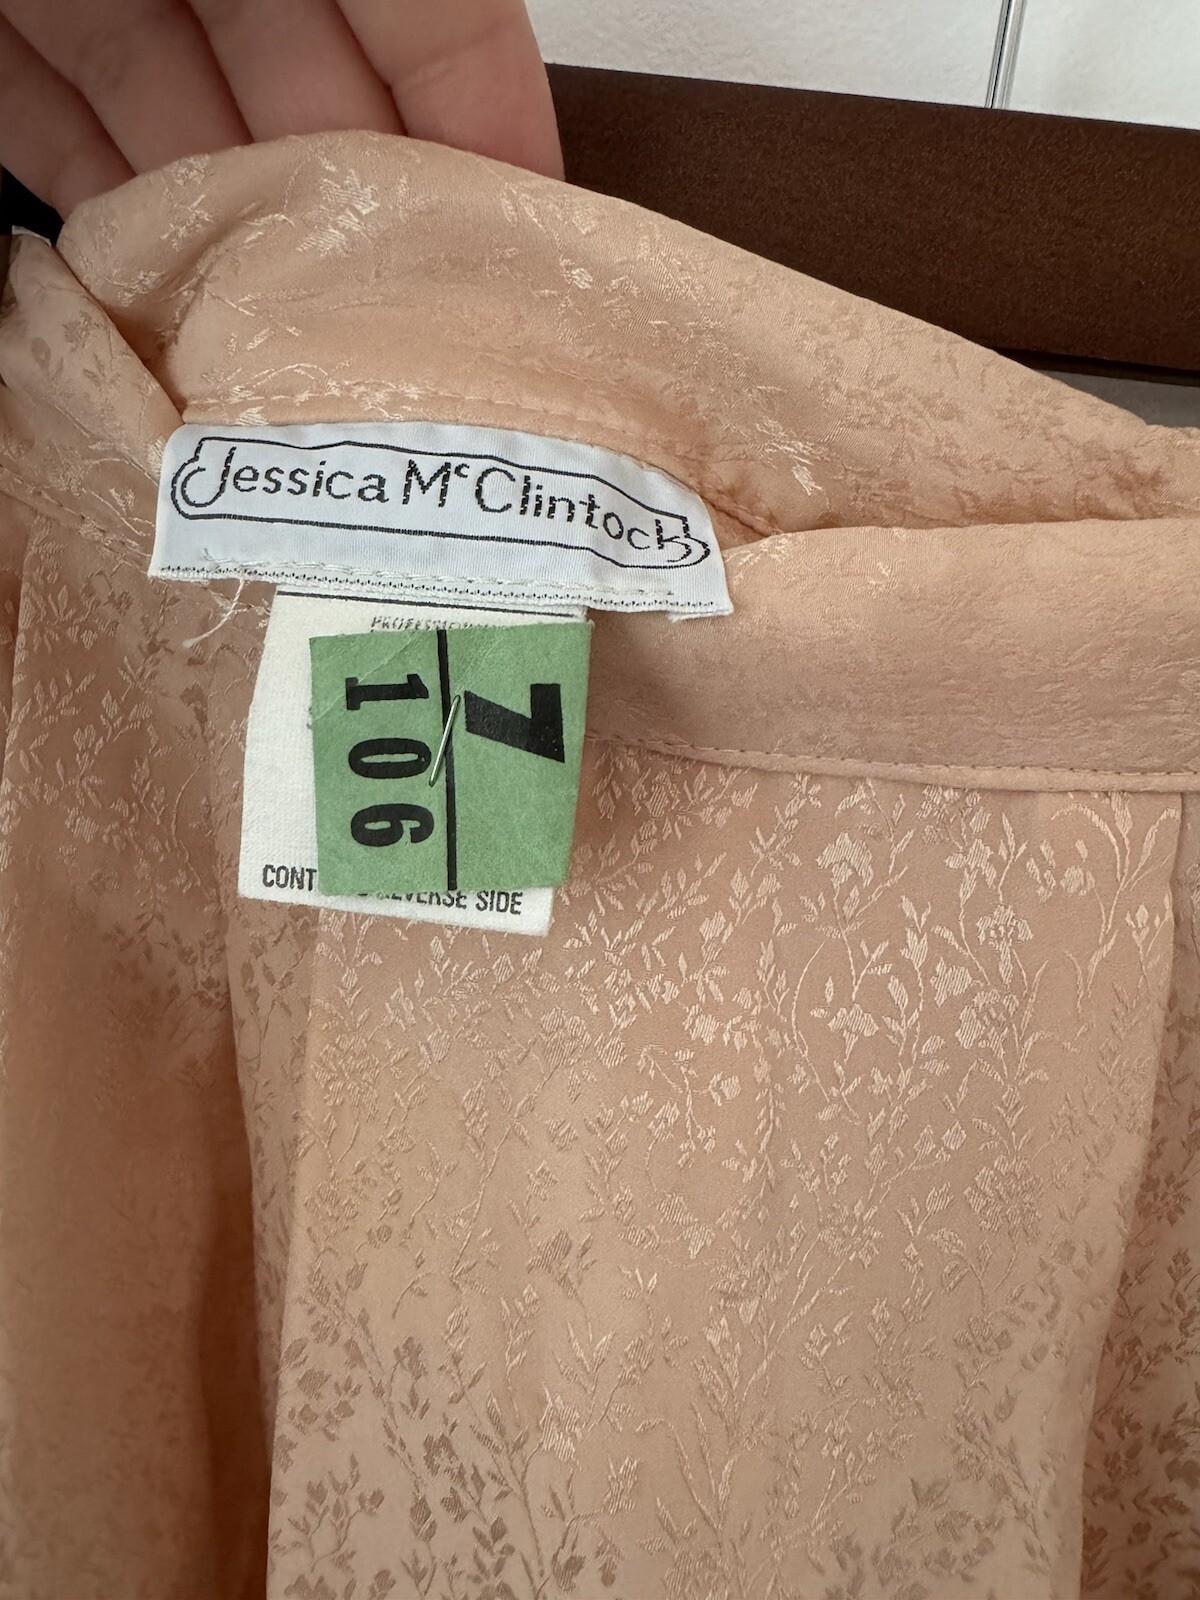 Jessica McClintock
7
106
CONT REVERSE SIDE